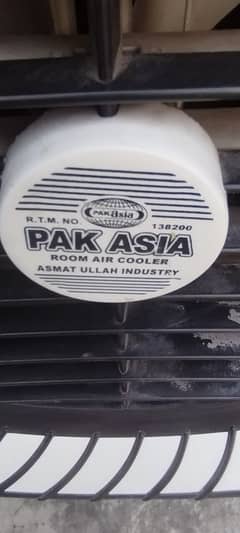 PAK Asia
R.T.M. NO. 138200
PAK ASIA
ROOM AIR COOLER
ASMAT ULLAH INDUSTRY